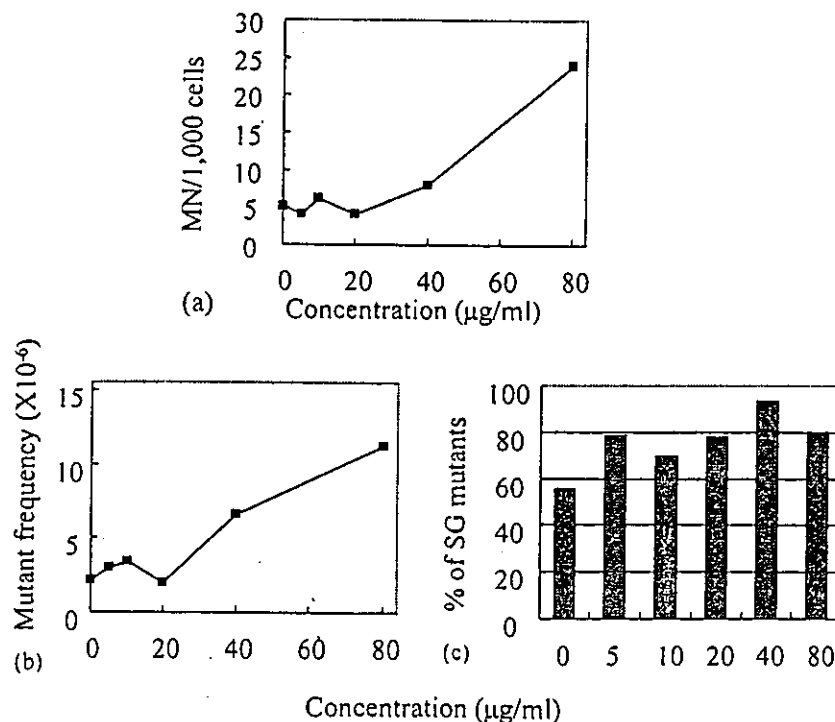 30
25
20
15
10
5
0
MN/1,000 cells
0 20 40 60 80
(a) Concentration (µg/ml)
15
10
5
0
Mutant frequency (X10⁻⁶)
0 20 40 60 80
(b)
100
80
60
40
20
0
% of SG mutants
0 5 10 20 40 80
(c)
Concentration (µg/ml)